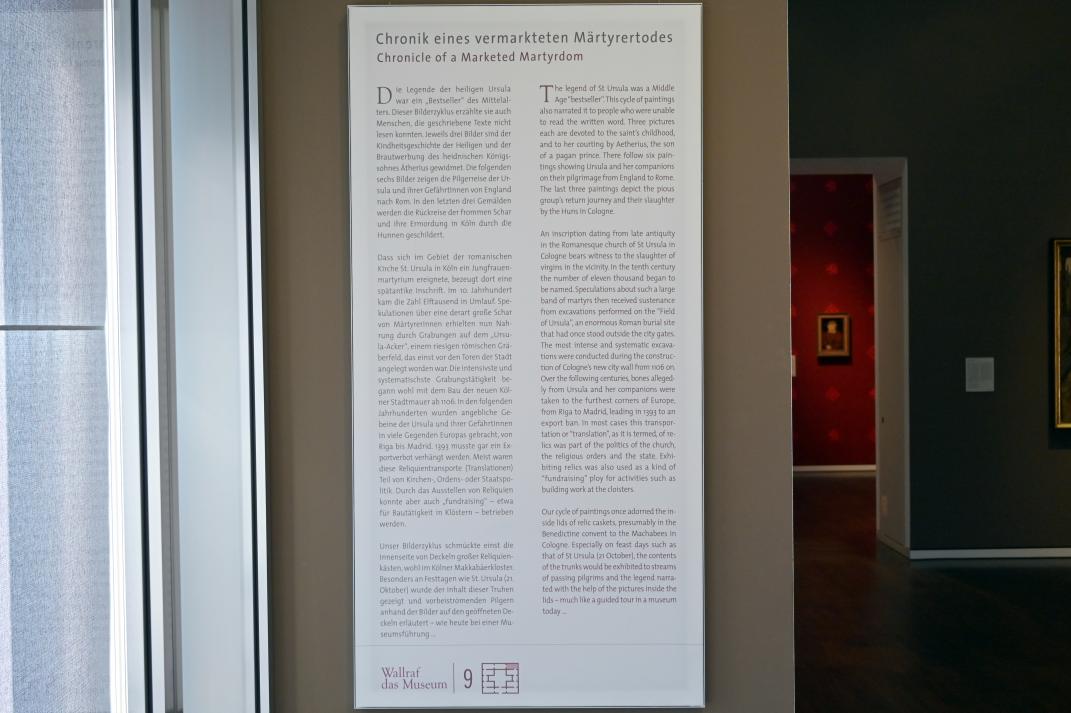 Chronik eines vermarkteten Märtyrertodes
Chronicle of a Marketed Martyrdom
Die Legende der heiligen Ursula
war ein „Bestseller" des Mittelal-
ters. Dieser Bilderzyklus erzählte sie auch
Menschen, die geschriebene Texte nicht
lesen konnten. Jeweils drei Bilder sind der
Kindheitsgeschichte der Heiligen und der
Brautwerbung des heidnischen Königs-
sohnes Ätherius gewidmet. Die folgenden
sechs Bilder zeigen die Pilgerreise der Ur-
sula und ihrer GefährtInnen von England
nach Rom. In den letzten drei Gemälden
werden die Rückreise der frommen Schar
und ihre Ermordung in Köln durch die
Hunnen geschildert.
Dass sich im Gebiet der romanischen
Kirche St. Ursula in Köln ein Jungfrauen-
martyrium ereignete, bezeugt dort eine
spätantike Inschrift. Im 10. Jahrhundert
kam die Zahl Elftausend in Umlauf. Spe-
kulationen über eine derart große Schar
von MärtyrerInnen erhielten nun Nah-
rung durch Grabungen auf dem „Ursu-
la-Acker", einem riesigen römischen Grä-
berfeld, das einst vor den Toren der Stadt
angelegt worden war. Die intensivste und
systematischste Grabungstätigkeit be-
gann wohl mit dem Bau der neuen Köl-
ner Stadtmauer ab 1106. In den folgenden
Jahrhunderten wurden angebliche Ge-
beine der Ursula und ihrer GefährtInnen
in viele Gegenden Europas gebracht, von
Riga bis Madrid. 1393 musste gar ein Ex-
portverbot verhängt werden. Meist waren
diese Reliquientransporte (Translationen)
Teil von Kirchen-, Ordens- oder Staatspo-
litik. Durch das Ausstellen von Reliquien
konnte aber auch „fundraising" – etwa
für Bautätigkeit in Klöstern – betrieben
werden.
Unser Bilderzyklus schmückte einst die
Innenseite von Deckeln großer Reliquien-
kästen, wohl im Kölner Makkabäerkloster.
Besonders an Festtagen wie St. Ursula (21.
Oktober) wurde der Inhalt dieser Truhen
gezeigt und vorbeiströmenden Pilgern
anhand der Bilder auf den geöffneten De-
ckeln erläutert – wie heute bei einer Mu-
seumsführung ...
The legend of St Ursula was a Middle
Age "bestseller". This cycle of paintings
also narrated it to people who were unable
to read the written word. Three pictures
each are devoted to the saint's childhood,
and to her courting by Aetherius, the son
of a pagan prince. There follow six pain-
tings showing Ursula and her companions
on their pilgrimage from England to Rome.
The last three paintings depict the pious
group's return journey and their slaughter
by the Huns in Cologne.
An inscription dating from late antiquity
in the Romanesque church of St Ursula in
Cologne bears witness to the slaughter of
virgins in the vicinity. In the tenth century
the number of eleven thousand began to
be named. Speculations about such a large
band of martyrs then received sustenance
from excavations performed on the "Field
of Ursula", an enormous Roman burial site
that had once stood outside the city gates.
The most intense and systematic excava-
tions were conducted during the construc-
tion of Cologne's new city wall from 1106 on.
Over the following centuries, bones alleged-
ly from Ursula and her companions were
taken to the furthest corners of Europe,
from Riga to Madrid, leading in 1393 to an
export ban. In most cases this transpor-
tation or "translation", as it is termed, of re-
lics was part of the politics of the church,
the religious orders and the state. Exhi-
biting relics was also used as a kind of
"fundraising" ploy for activities such as
building work at the cloisters.
Our cycle of paintings once adorned the in-
side lids of relic caskets, presumably in the
Benedictine convent to the Machabees in
Cologne. Especially on feast days such as
that of St Ursula (21 October), the contents
of the trunks would be exhibited to streams
of passing pilgrims and the legend narra-
ted with the help of the pictures inside the
lids – much like a guided tour in a museum
today ...
Wallraf
das Museum
9